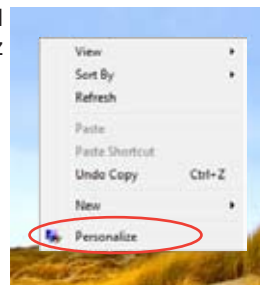 View
Sort By
Refresh
Paste
Paste Shortcut
Undo Copy Ctrl+Z
New
Personalize